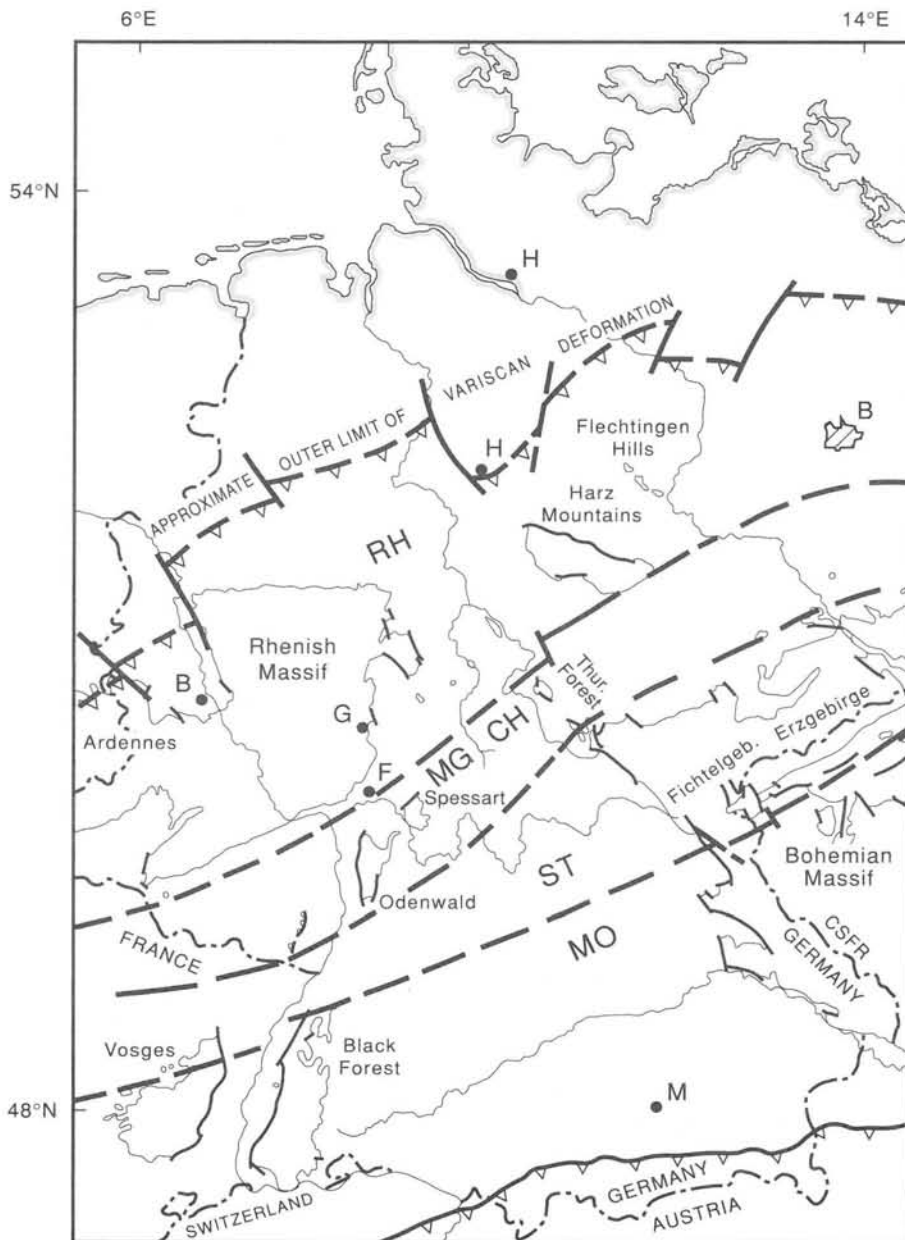 6°E
14°E
54°N
H
APPROXIMATE OUTER LIMIT OF VARISCAN DEFORMATION
B
Flechtingen
Hills
H
Harz
Mountains
RH
Rhenish
Massif
Thur.
Forest
B
G
Ardennes
CH
MG
Fichtelgeb. Erzgebirge
F
Spessart
Bohemian
Massif
ST
Odenwald
CSFR
FRANCE
MO
GERMANY
Vosges
Black
Forest
M
48°N
GERMANY
SWITZERLAND
AUSTRIA